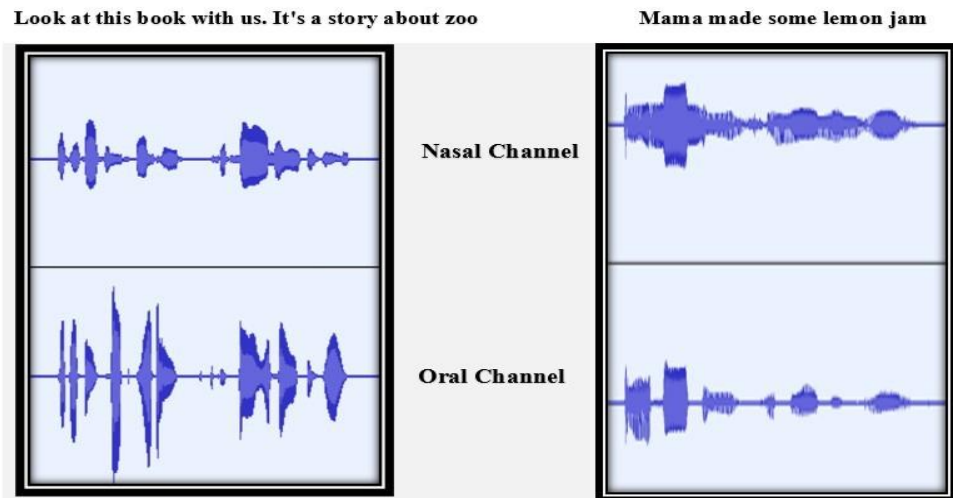 Look at this book with us. It's a story about zoo
Mama made some lemon jam
Nasal Channel
Oral Channel